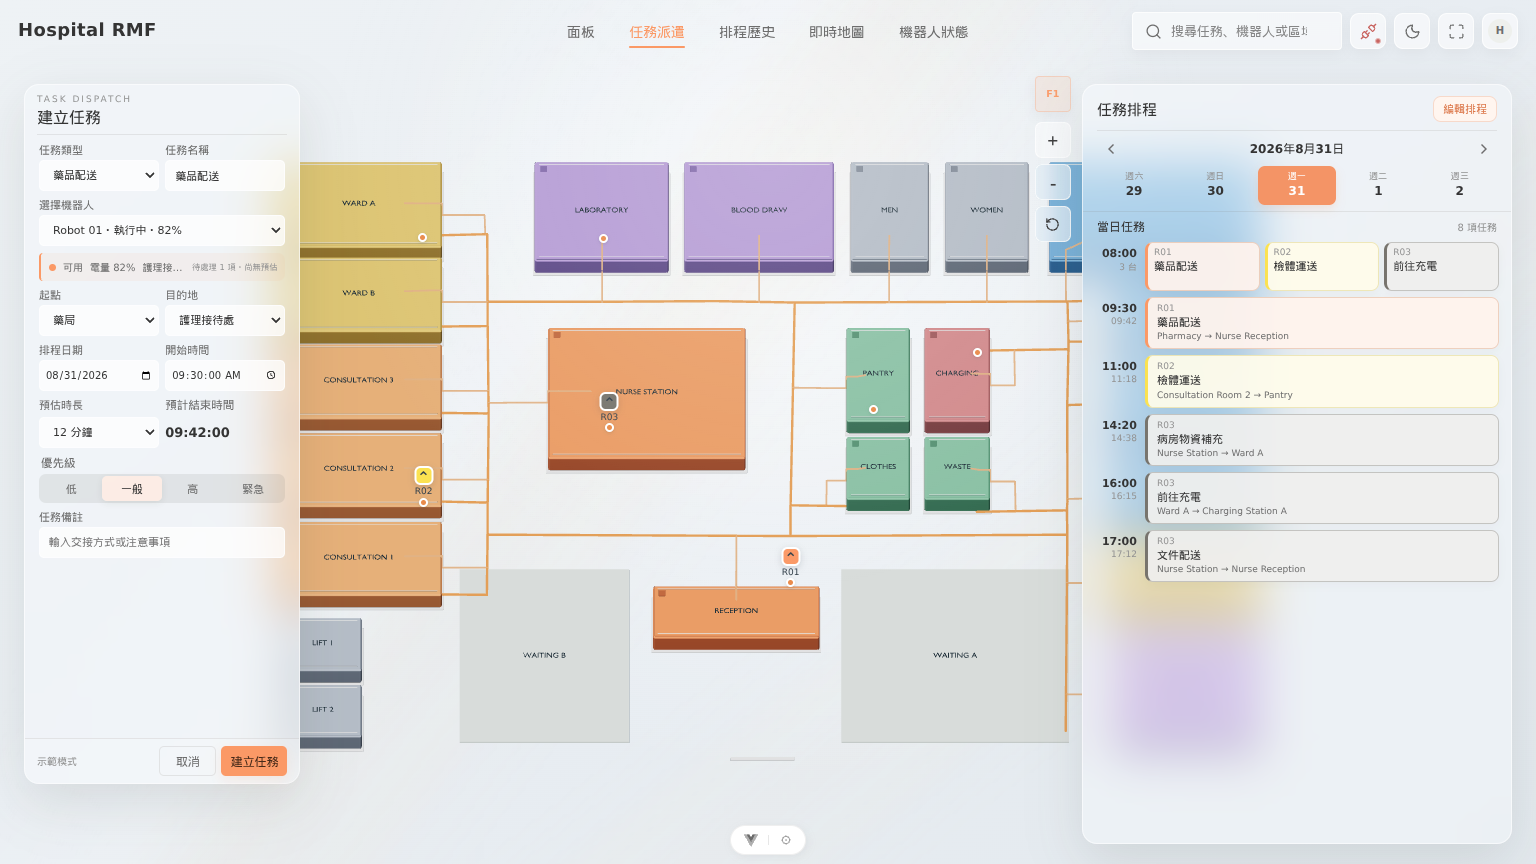 Hospital RMF
面板
任務派遣
排程歷史
即時地圖
機器人狀態
搜尋任務、機器人或區域
H
TASK DISPATCH
建立任務
任務類型
任務名稱
藥品配送
藥品配送
選擇機器人
Robot 01・執行中・82%
可用 電量 82% 護理接... 待處理 1 項・尚無預估
起點
目的地
藥局
護理接待處
排程日期
開始時間
08/31/2026
09:30:00 AM
預估時長
預計結束時間
12 分鐘
09:42:00
優先級
低
一般
高
緊急
任務備註
輸入交接方式或注意事項
示範模式
取消
建立任務
F1
+
-
WARD A
WARD B
CONSULTATION 3
CONSULTATION 2
CONSULTATION 1
LIFT 1
LIFT 2
LABORATORY
BLOOD DRAW
MEN
WOMEN
NURSE STATION
R03
R02
PANTRY
CHARGING
CLOTHES
WASTE
R01
RECEPTION
WAITING B
WAITING A
任務排程
編輯排程
2026年8月31日
週六
29
週日
30
週一
31
週二
1
週三
2
當日任務
8 項任務
08:00
3 台
R01
藥品配送
R02
檢體運送
R03
前往充電
09:30
09:42
R01
藥品配送
Pharmacy → Nurse Reception
11:00
11:18
R02
檢體運送
Consultation Room 2 → Pantry
14:20
14:38
R03
病房物資補充
Nurse Station → Ward A
16:00
16:15
R03
前往充電
Ward A → Charging Station A
17:00
17:12
R03
文件配送
Nurse Station → Nurse Reception